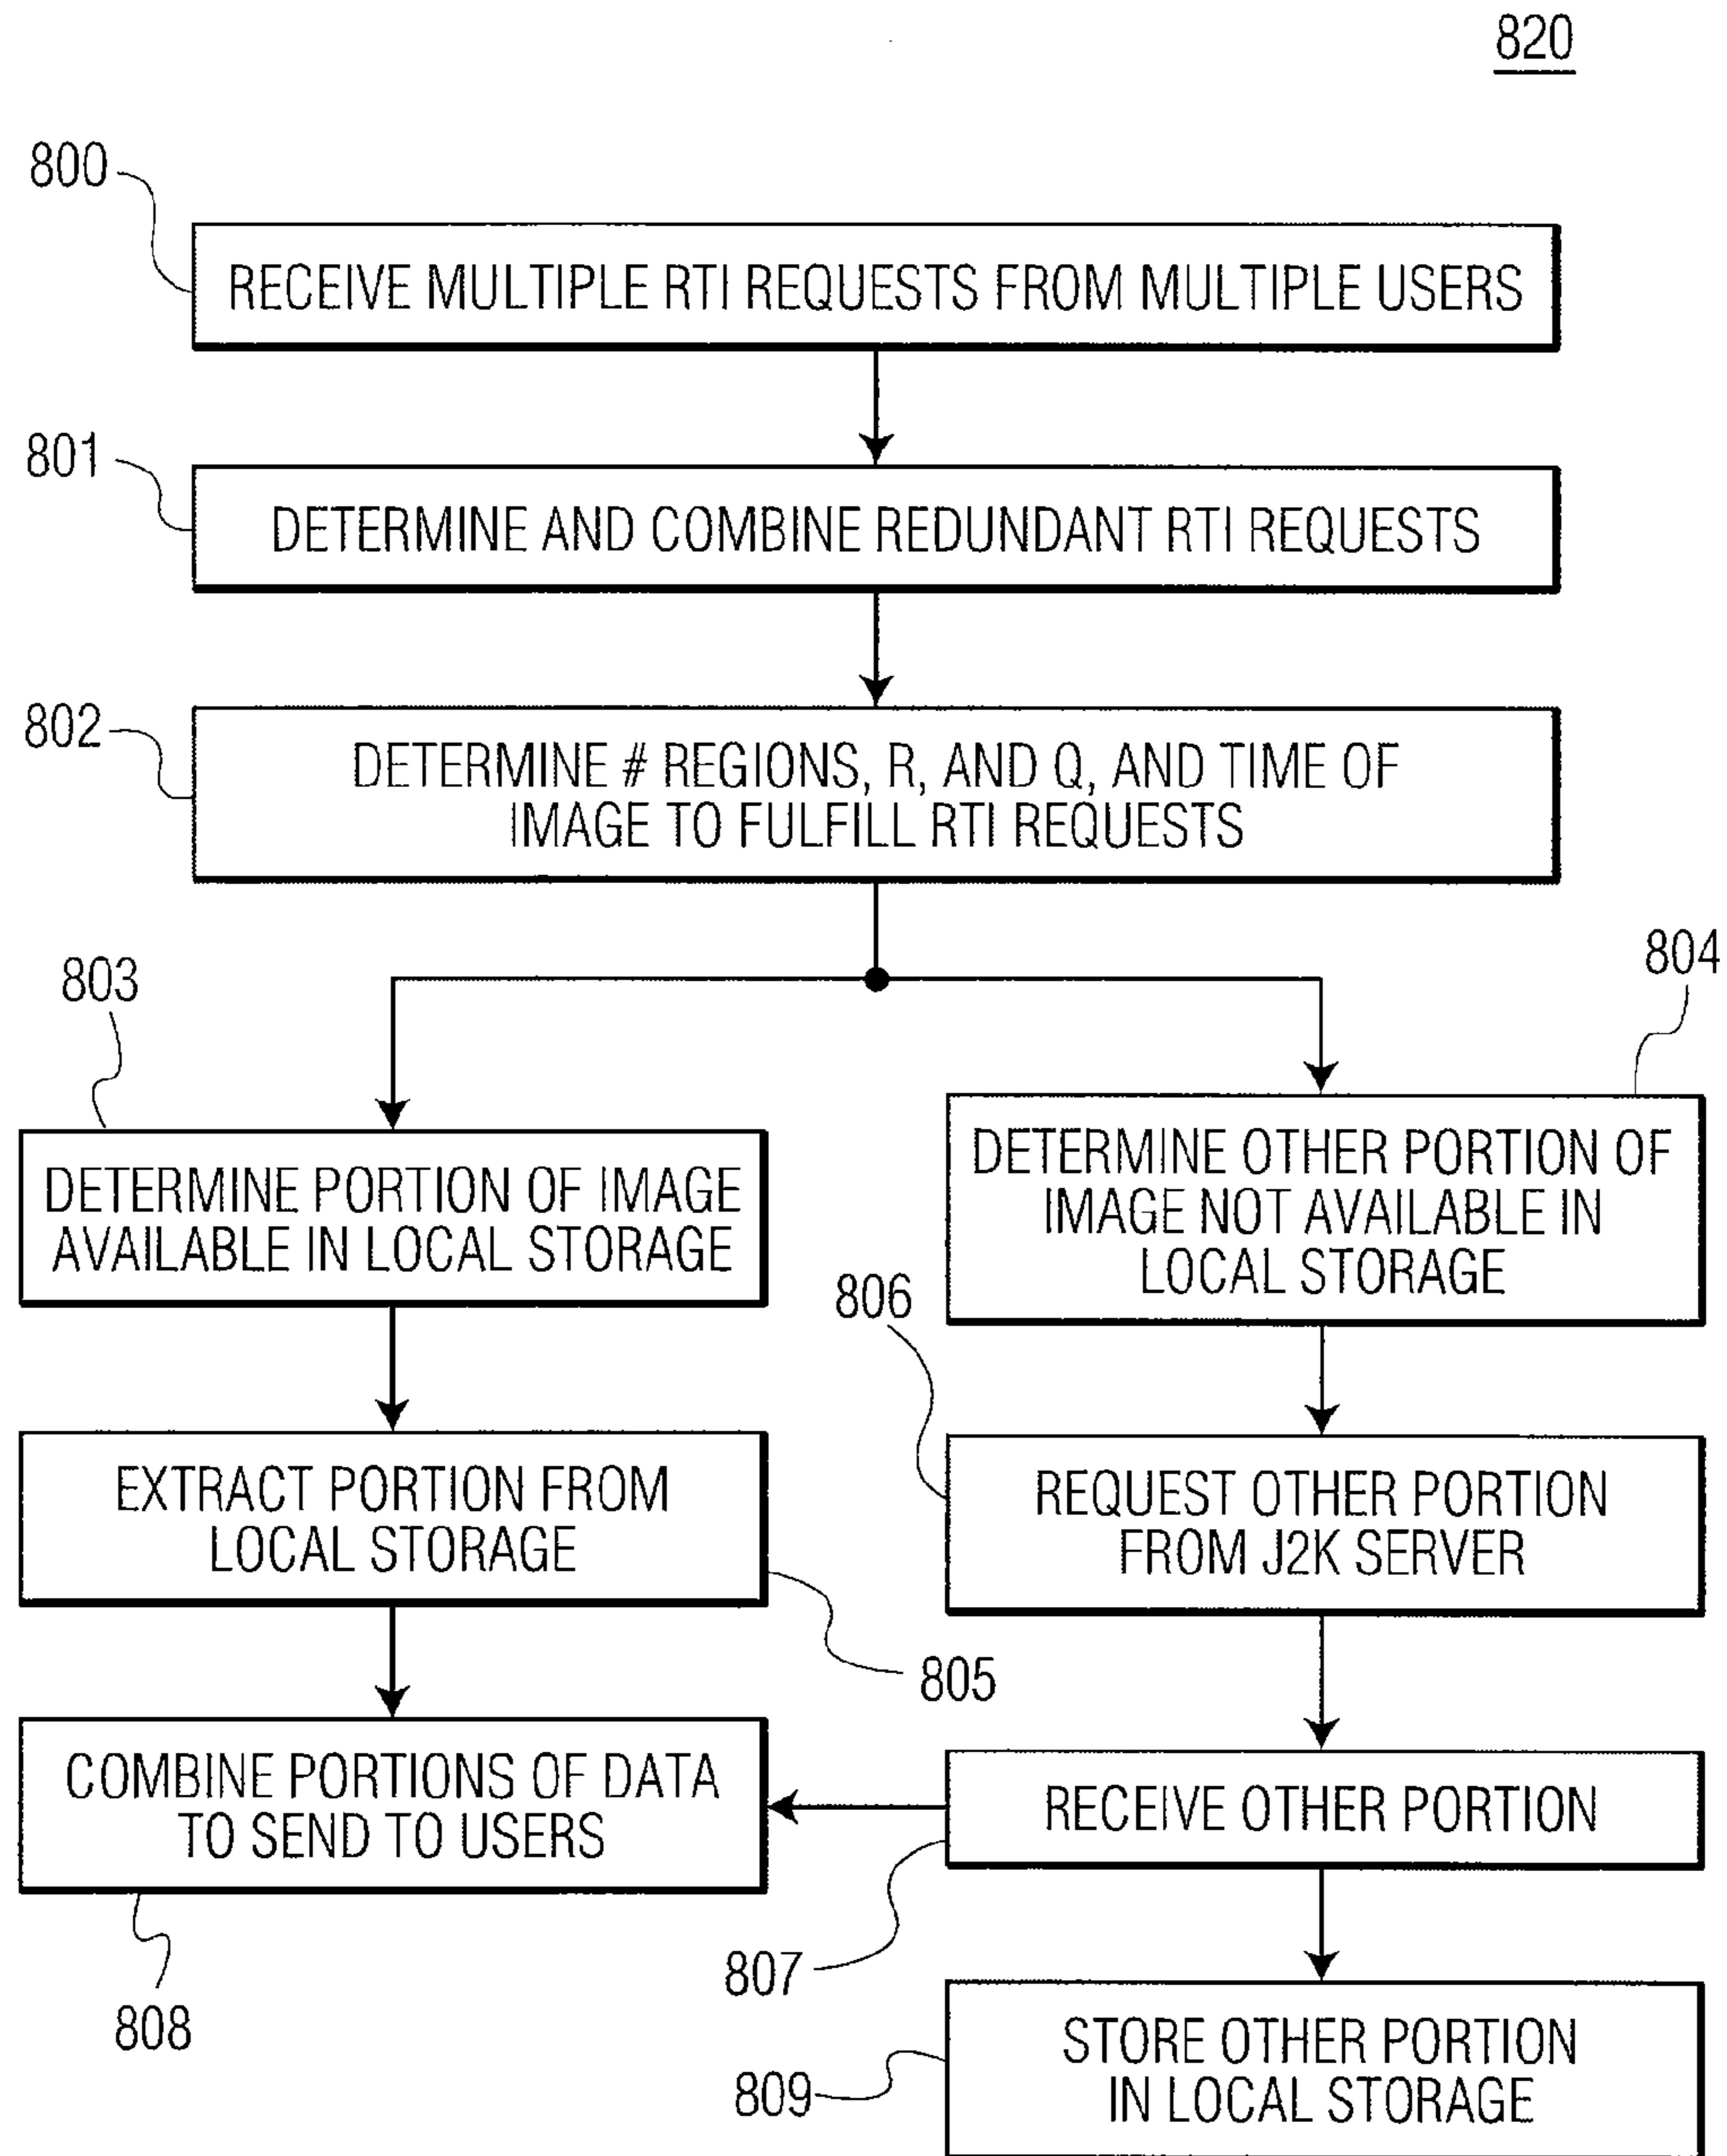 820
800
RECEIVE MULTIPLE RTI REQUESTS FROM MULTIPLE USERS
801
DETERMINE AND COMBINE REDUNDANT RTI REQUESTS
802
DETERMINE # REGIONS, R, AND Q, AND TIME OF
IMAGE TO FULFILL RTI REQUESTS
803
804
DETERMINE PORTION OF IMAGE
AVAILABLE IN LOCAL STORAGE
DETERMINE OTHER PORTION OF
IMAGE NOT AVAILABLE IN
LOCAL STORAGE
806
EXTRACT PORTION FROM
LOCAL STORAGE
REQUEST OTHER PORTION
FROM J2K SERVER
805
COMBINE PORTIONS OF DATA
TO SEND TO USERS
RECEIVE OTHER PORTION
807
808
STORE OTHER PORTION
IN LOCAL STORAGE
809